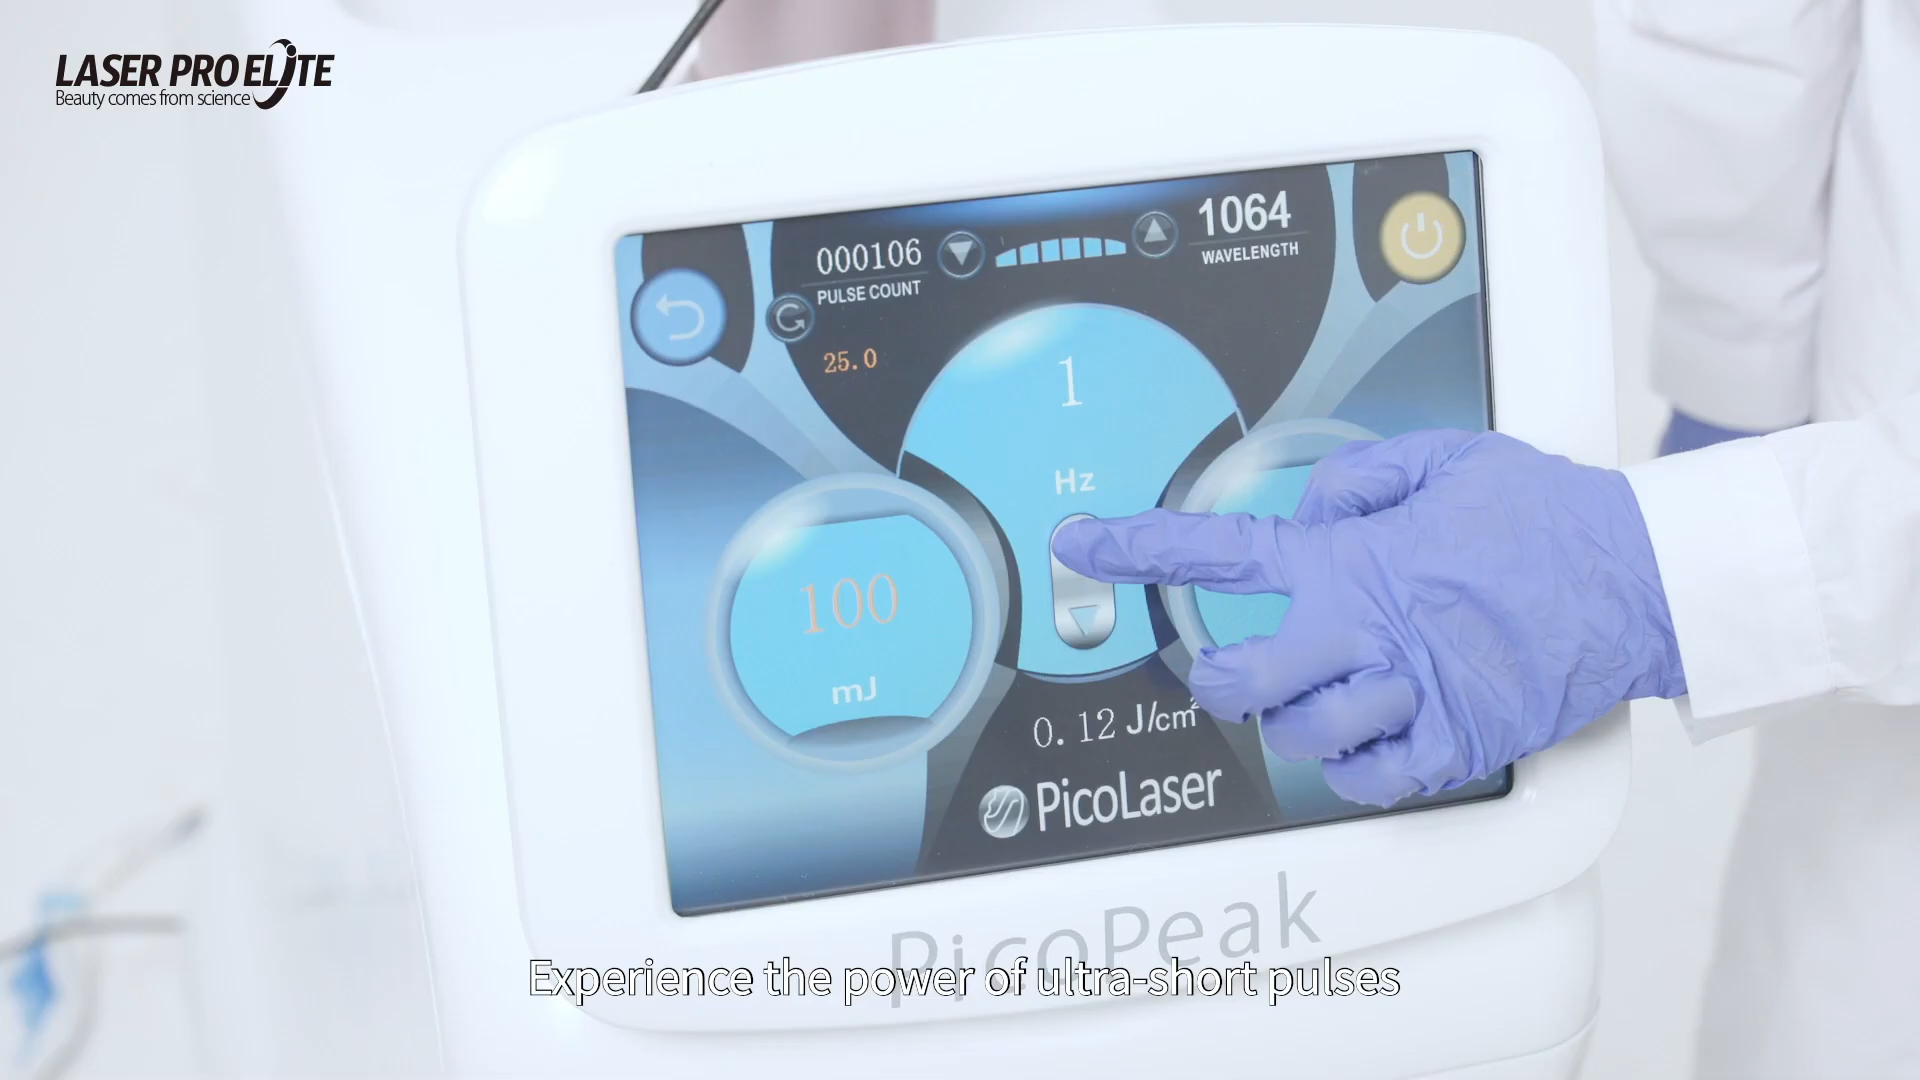 LASER PRO ELITE
Beauty comes from science
000106
PULSE COUNT
1064
WAVELENGTH
25.0
1
Hz
100
mJ
0.12 J/cm²
PicoLaser
PicoPeak
Experience the power of ultra-short pulses